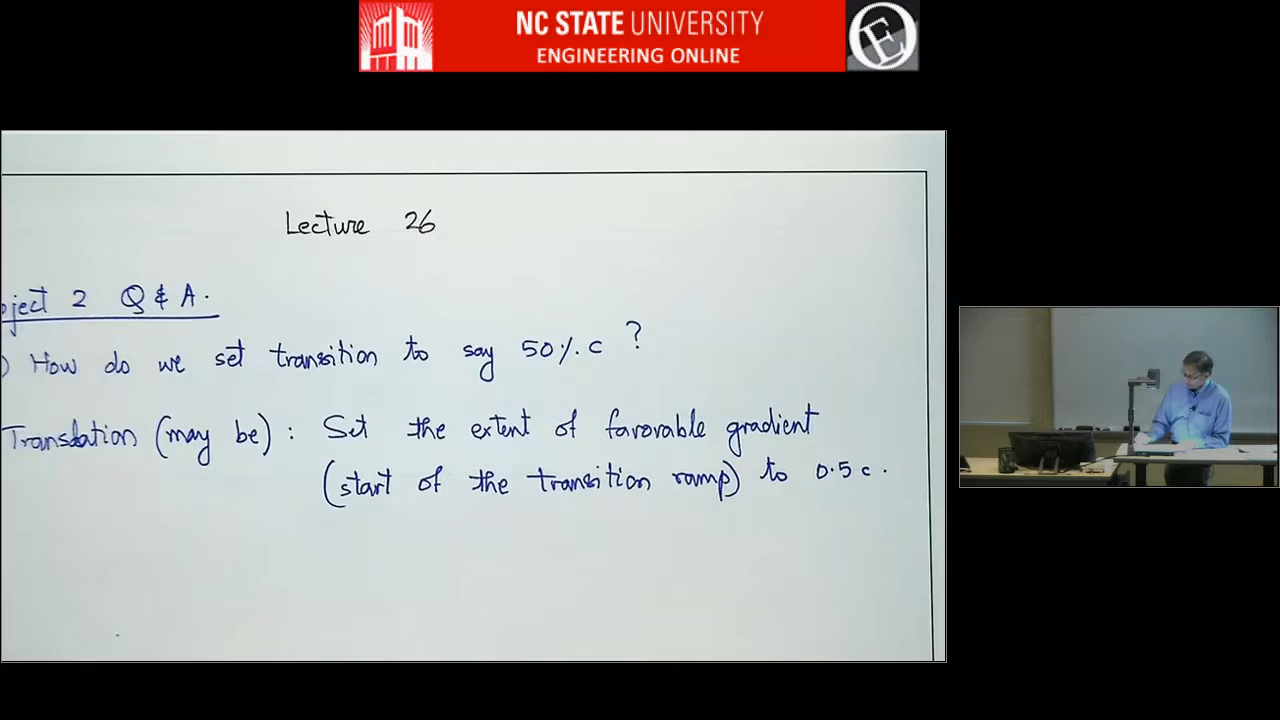 NC STATE UNIVERSITY
ENGINEERING ONLINE
Lecture 26
oject 2 Q & A.
) How do we set transition to say 50% c ?
Translation (may be) : Set the extent of favorable gradient
(start of the transition ramp) to 0.5 c.